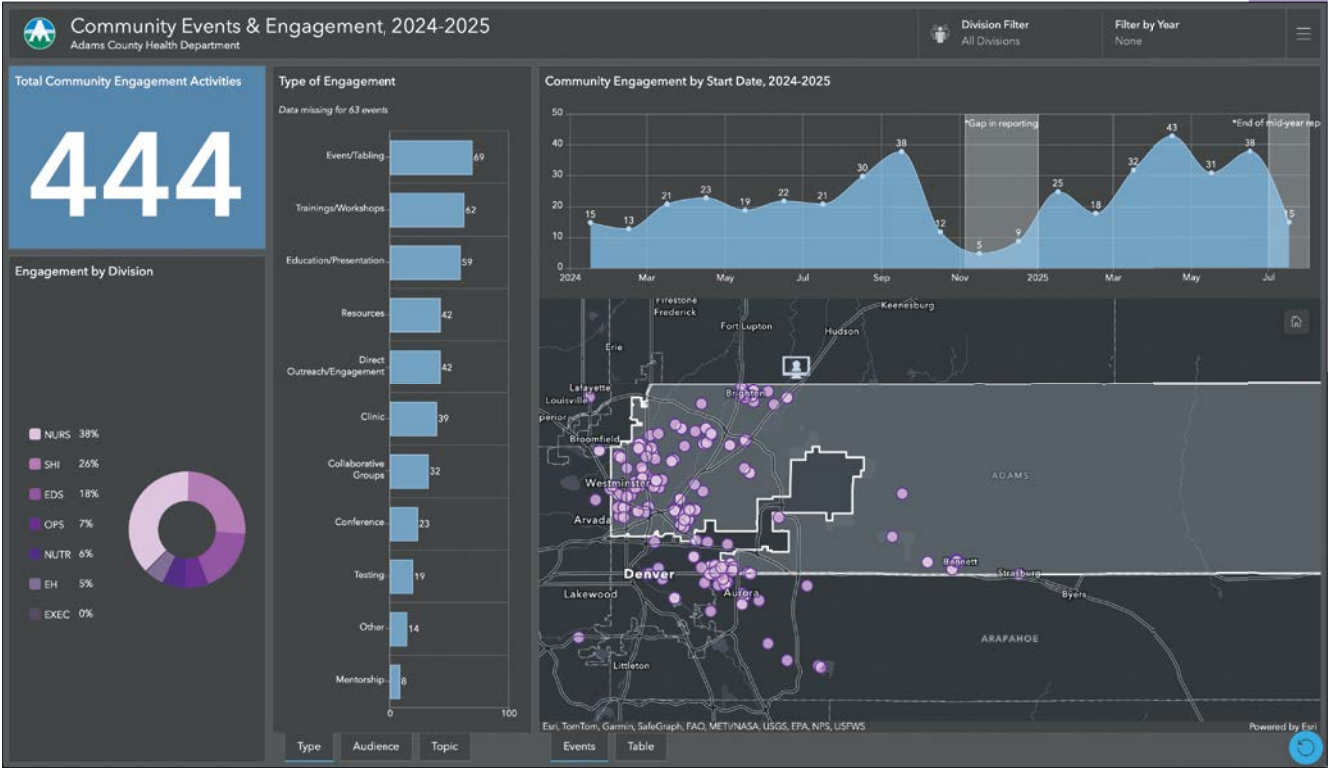 Community Events & Engagement, 2024-2025
Adams County Health Department
Division Filter
All Divisions
Filter by Year
None
Total Community Engagement Activities
444
Engagement by Division
NURS 38%
SHI 26%
EDS 18%
OPS 7%
NUTR 6%
EH 5%
EXEC 0%
Type of Engagement
Data missing for 63 events
Event/Tabling 69
Trainings/Workshops 62
Education/Presentation 59
Resources 42
Direct
Outreach/Engagement 42
Clinic 39
Collaborative
Groups 32
Conference 23
Testing 19
Other 14
Mentorship 8
0 100
Type Audience Topic
Community Engagement by Start Date, 2024-2025
50
40
30
20
10
0
*Gap in reporting
*End of mid-year rep
15 13 21 23 19 22 21 30 38 12 5 9 25 18 32 43 31 38 15
2024 Mar May Jul Sep Nov 2025 Mar May Jul
Firestone
Frederick
Keenesburg
Fort Lupton
Hudson
Erie
Lafayette
Louisville
perior
Brighton
Broomfield
ADAMS
Westminster
Arvada
Bennett
Strasburg
Denver
Lakewood
Aurora
Byers
ARAPAHOE
Littleton
Esri, TomTom, Garmin, SafeGraph, FAO, METI/NASA, USGS, EPA, NPS, USFWS
Powered by Esri
Events Table